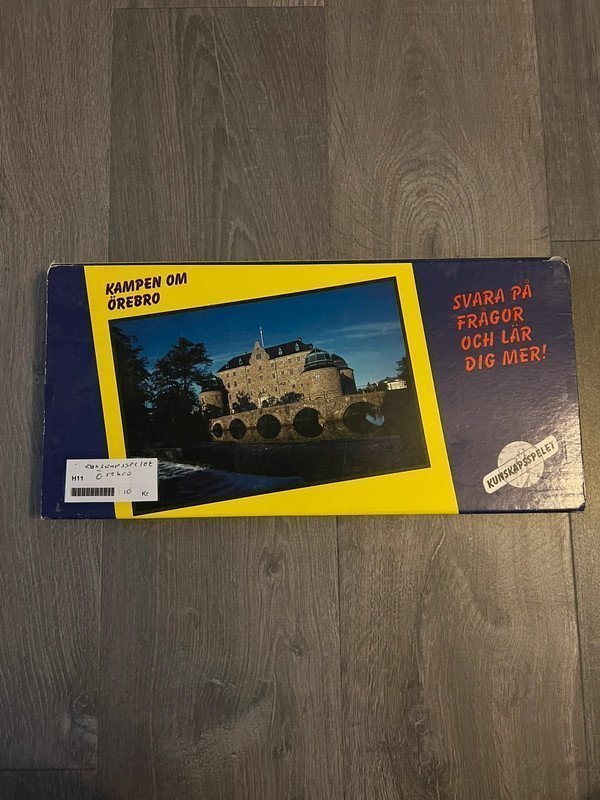 KAMPEN OM
ÖREBRO
SVARA PÅ
FRÅGOR
OCH LÄR
DIG MER!
KUNSKAPSSPELET
Kunskapsspelet
H11 Örebro
10 Kr